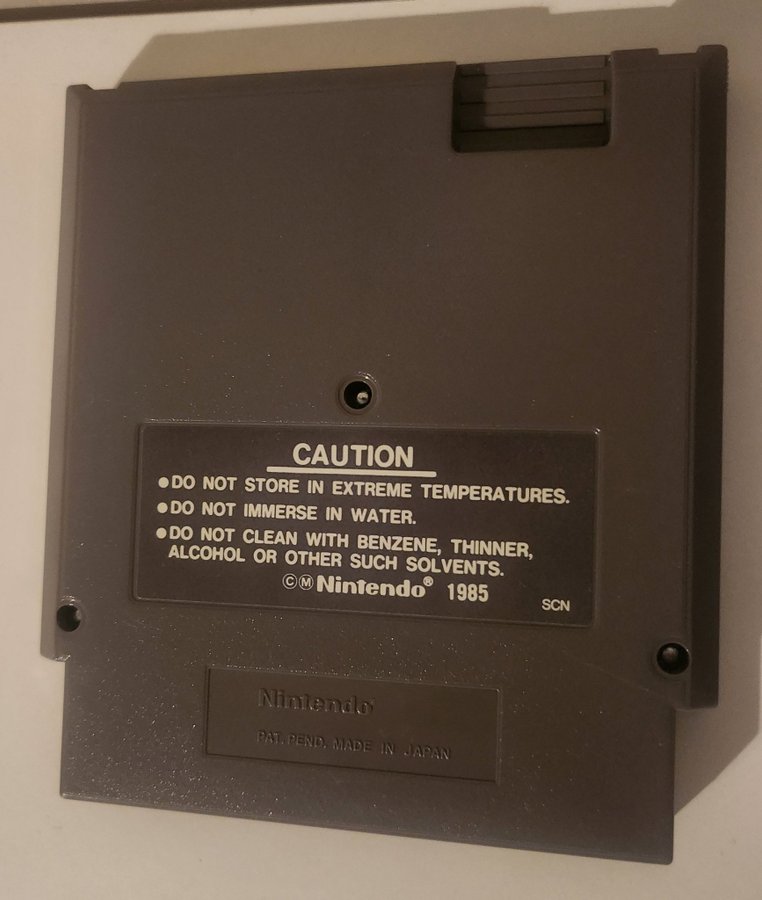 CAUTION
●DO NOT STORE IN EXTREME TEMPERATURES.
●DO NOT IMMERSE IN WATER.
●DO NOT CLEAN WITH BENZENE, THINNER,
ALCOHOL OR OTHER SUCH SOLVENTS.
©Ⓜ Nintendo® 1985
SCN
Nintendo®
PAT. PEND. MADE IN JAPAN